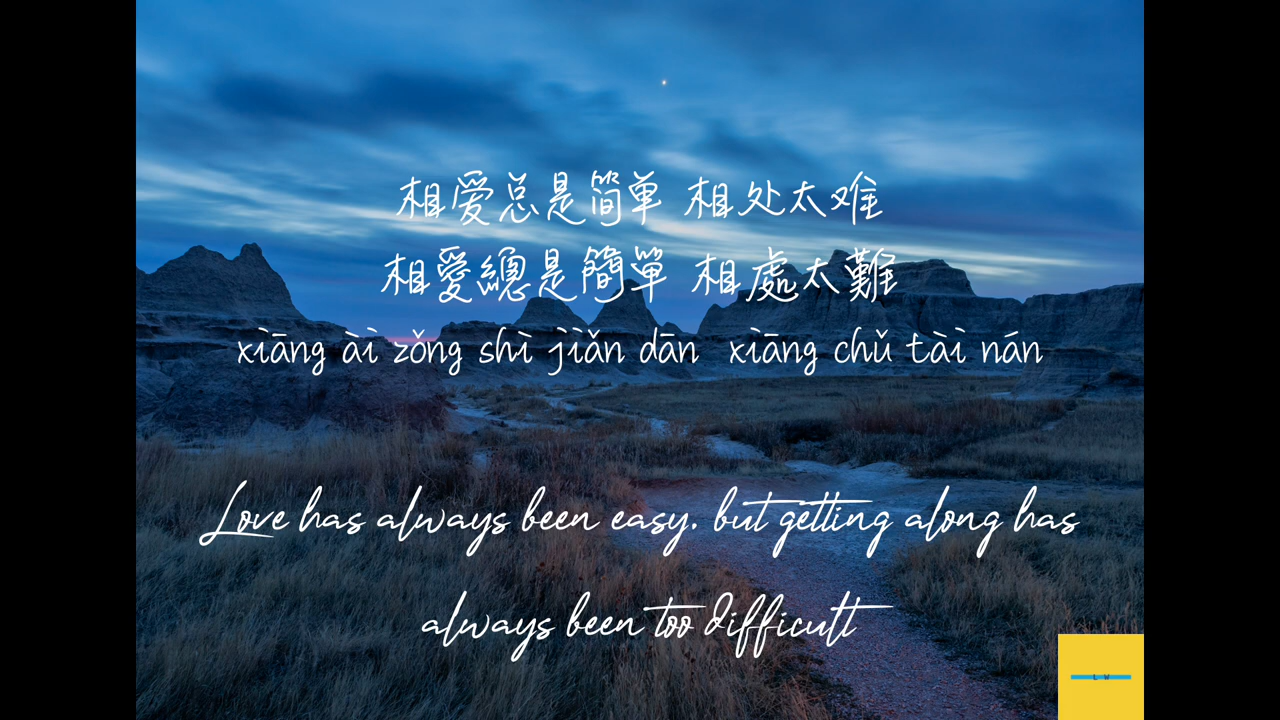 相爱总是简单 相处太难
相愛總是簡單 相處太難
xiāng ài zǒng shì jiǎn dān xiāng chǔ tài nán
Love has always been easy, but getting along has
always been too difficult
L W